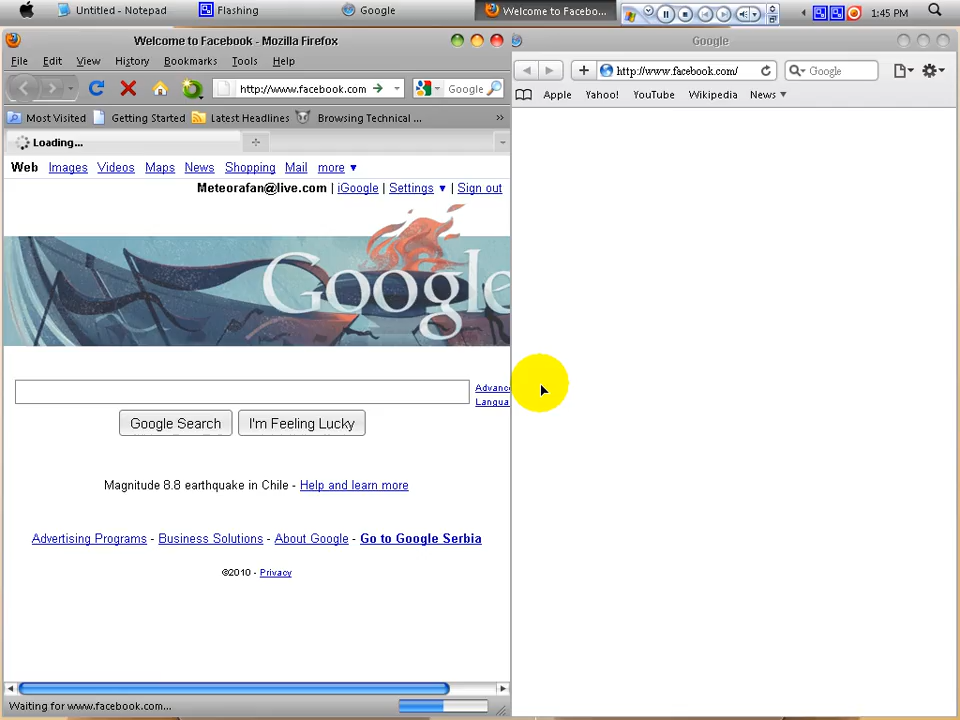 Untitled - Notepad
Flashing
Google
Welcome to Facebo...
1:45 PM
Welcome to Facebook - Mozilla Firefox
File Edit View History Bookmarks Tools Help
http://www.facebook.com
Google
Most Visited Getting Started Latest Headlines Browsing Technical ... »
Loading...
Web Images Videos Maps News Shopping Mail more ▼
Meteorafan@live.com | iGoogle | Settings ▼ | Sign out
Google
Advanc
Langua
Google Search I'm Feeling Lucky
Magnitude 8.8 earthquake in Chile - Help and learn more
Advertising Programs - Business Solutions - About Google - Go to Google Serbia
©2010 - Privacy
Waiting for www.facebook.com...
Google
http://www.facebook.com/
Google
Apple Yahoo! YouTube Wikipedia News ▼